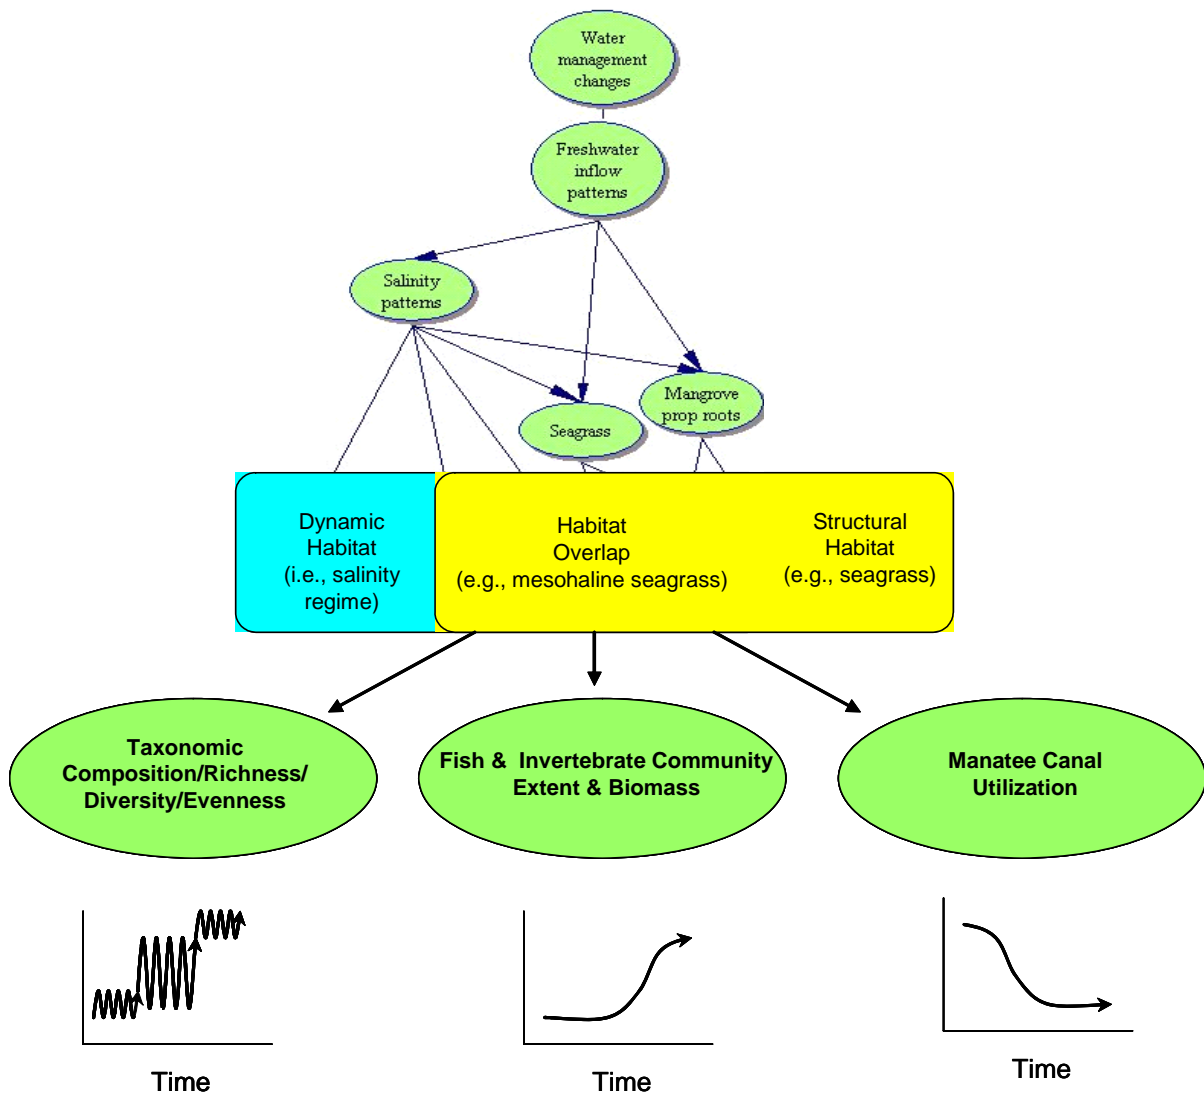 Water
management
changes
Freshwater
inflow
patterns
Salinity
patterns
Mangrove
prop roots
Seagrass
Dynamic
Habitat
(i.e., salinity
regime)
Habitat
Overlap
(e.g., mesohaline seagrass)
Structural
Habitat
(e.g., seagrass)
Taxonomic
Composition/Richness/
Diversity/Evenness
Fish & Invertebrate Community
Extent & Biomass
Manatee Canal
Utilization
Time
Time
Time